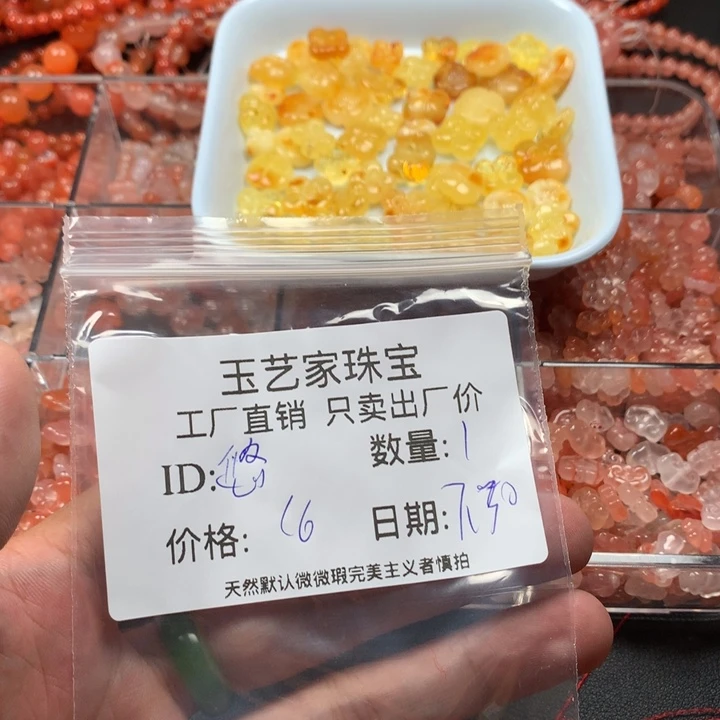 玉艺家珠宝
工厂直销 只卖出厂价
ID:悠 数量:1
价格: 16 日期:7.30
天然默认微微瑕完美主义者慎拍